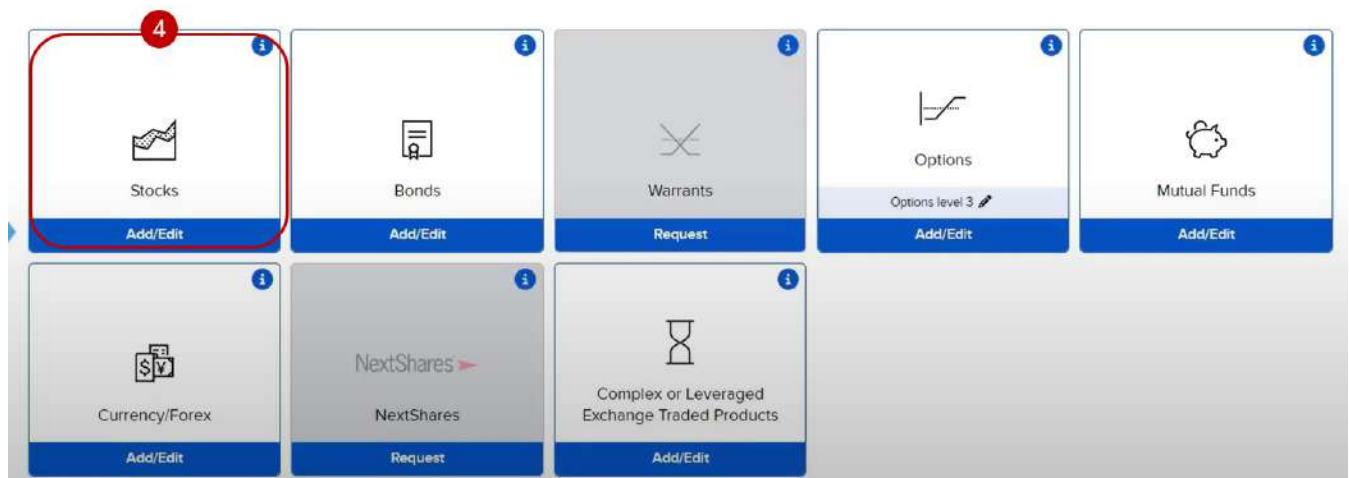 4
Stocks
Add/Edit
Bonds
Add/Edit
Warrants
Request
Options
Options level 3
Add/Edit
Mutual Funds
Add/Edit
$ ¥
Currency/Forex
Add/Edit
NextShares
NextShares
Request
Complex or Leveraged
Exchange Traded Products
Add/Edit